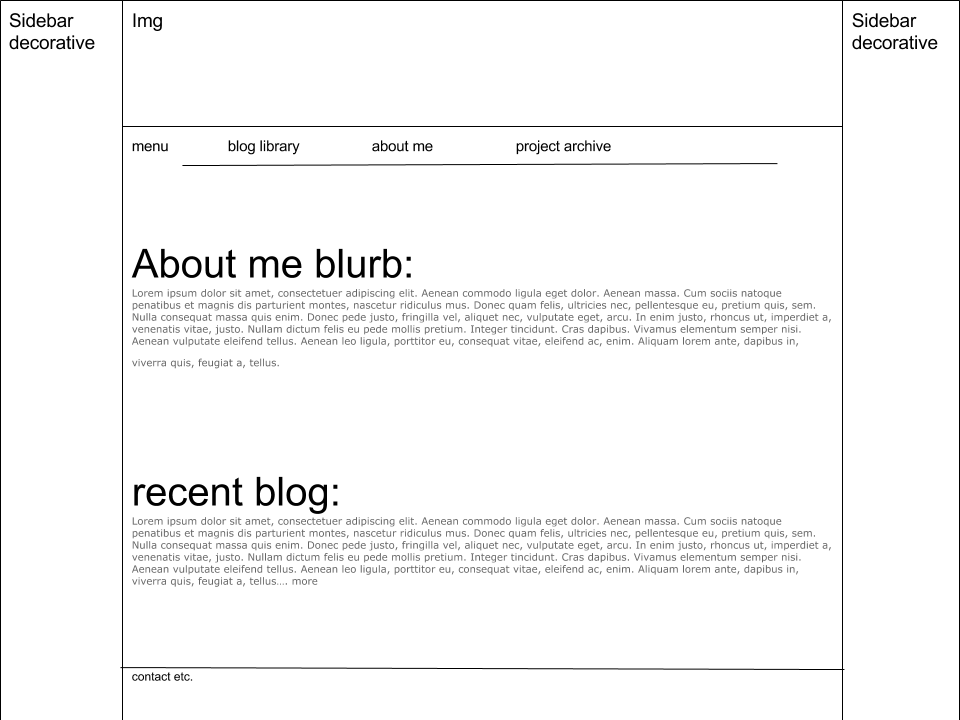 Sidebar
decorative
Img
Sidebar
decorative
menu blog library about me project archive
About me blurb:
Lorem ipsum dolor sit amet, consectetuer adipiscing elit. Aenean commodo ligula eget dolor. Aenean massa. Cum sociis natoque
penatibus et magnis dis parturient montes, nascetur ridiculus mus. Donec quam felis, ultricies nec, pellentesque eu, pretium quis, sem.
Nulla consequat massa quis enim. Donec pede justo, fringilla vel, aliquet nec, vulputate eget, arcu. In enim justo, rhoncus ut, imperdiet a,
venenatis vitae, justo. Nullam dictum felis eu pede mollis pretium. Integer tincidunt. Cras dapibus. Vivamus elementum semper nisi.
Aenean vulputate eleifend tellus. Aenean leo ligula, porttitor eu, consequat vitae, eleifend ac, enim. Aliquam lorem ante, dapibus in,
viverra quis, feugiat a, tellus.
recent blog:
Lorem ipsum dolor sit amet, consectetuer adipiscing elit. Aenean commodo ligula eget dolor. Aenean massa. Cum sociis natoque
penatibus et magnis dis parturient montes, nascetur ridiculus mus. Donec quam felis, ultricies nec, pellentesque eu, pretium quis, sem.
Nulla consequat massa quis enim. Donec pede justo, fringilla vel, aliquet nec, vulputate eget, arcu. In enim justo, rhoncus ut, imperdiet a,
venenatis vitae, justo. Nullam dictum felis eu pede mollis pretium. Integer tincidunt. Cras dapibus. Vivamus elementum semper nisi.
Aenean vulputate eleifend tellus. Aenean leo ligula, porttitor eu, consequat vitae, eleifend ac, enim. Aliquam lorem ante, dapibus in,
viverra quis, feugiat a, tellus.... more
contact etc.